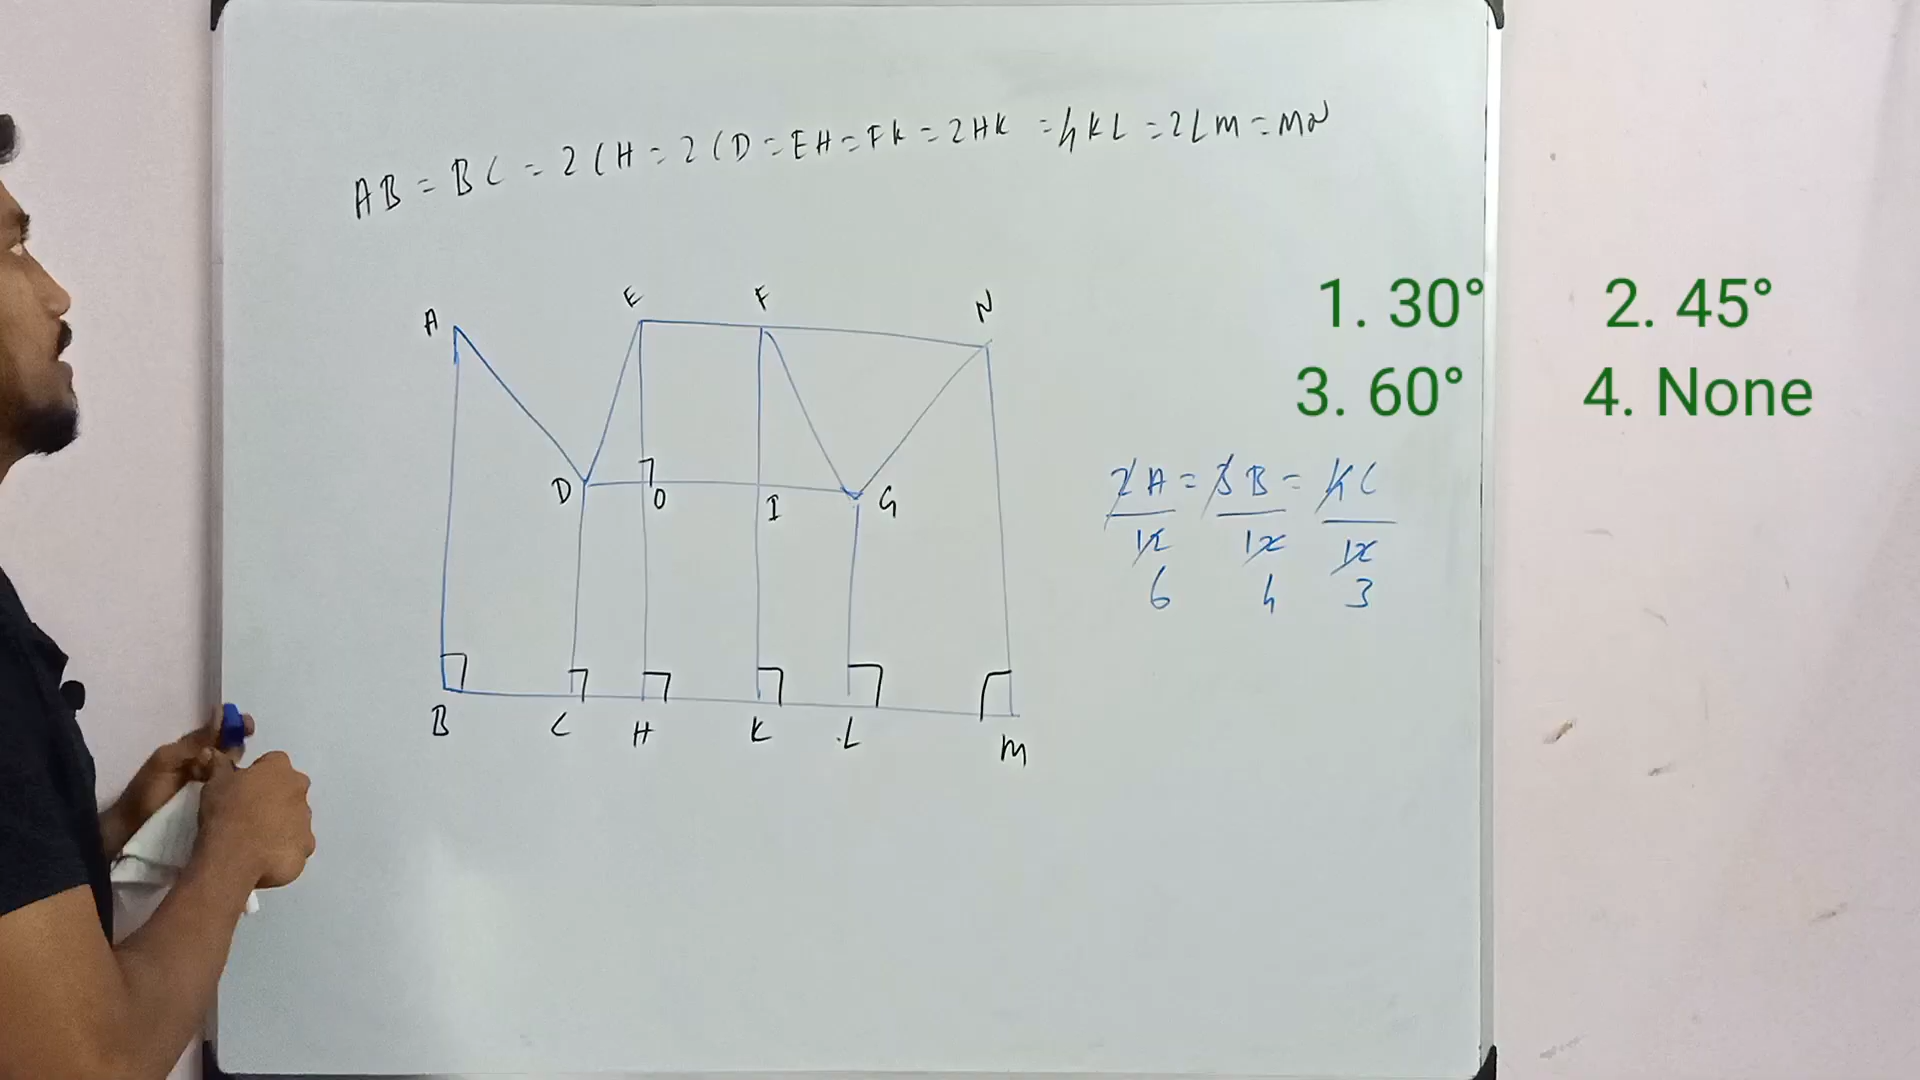 AB = BC = 2CH = 2CD = EH = FK = 2HK = 4KL = 2LM = MN
E F N
A
1. 30° 2. 45°
3. 60° 4. None
D O I G
2A = 3B = 4C
12 12 12
6 4 3
B C H K L M